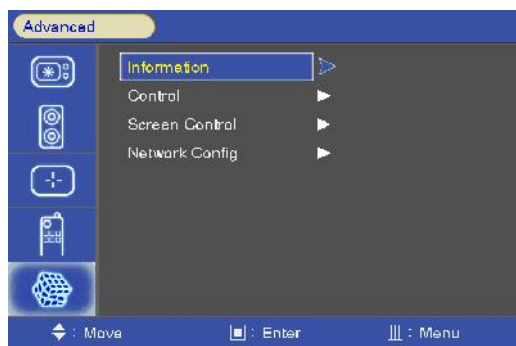 Advanced
Information
Control
Screen Control
Network Config
: Move : Enter : Menu